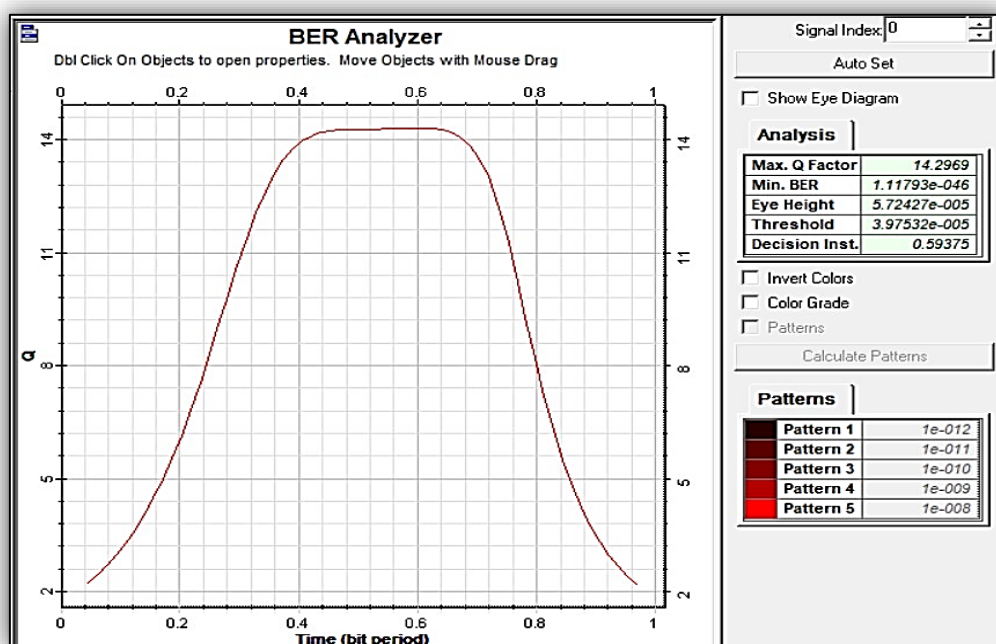 BER Analyzer
Dbl Click On Objects to open properties. Move Objects with Mouse Drag
0 0.2 0.4 0.6 0.8 1
14 14
11 11
Q
8 8
5 5
2 2
0 0.2 0.4 0.6 0.8 1
Time (bit period)
Signal Index: 0
Auto Set
Show Eye Diagram
Analysis
Max. Q Factor 14.2969
Min. BER 1.11793e-046
Eye Height 5.72427e-005
Threshold 3.97532e-005
Decision Inst. 0.59375
Invert Colors
Color Grade
Patterns
Calculate Patterns
Patterns
Pattern 1 1e-012
Pattern 2 1e-011
Pattern 3 1e-010
Pattern 4 1e-009
Pattern 5 1e-008